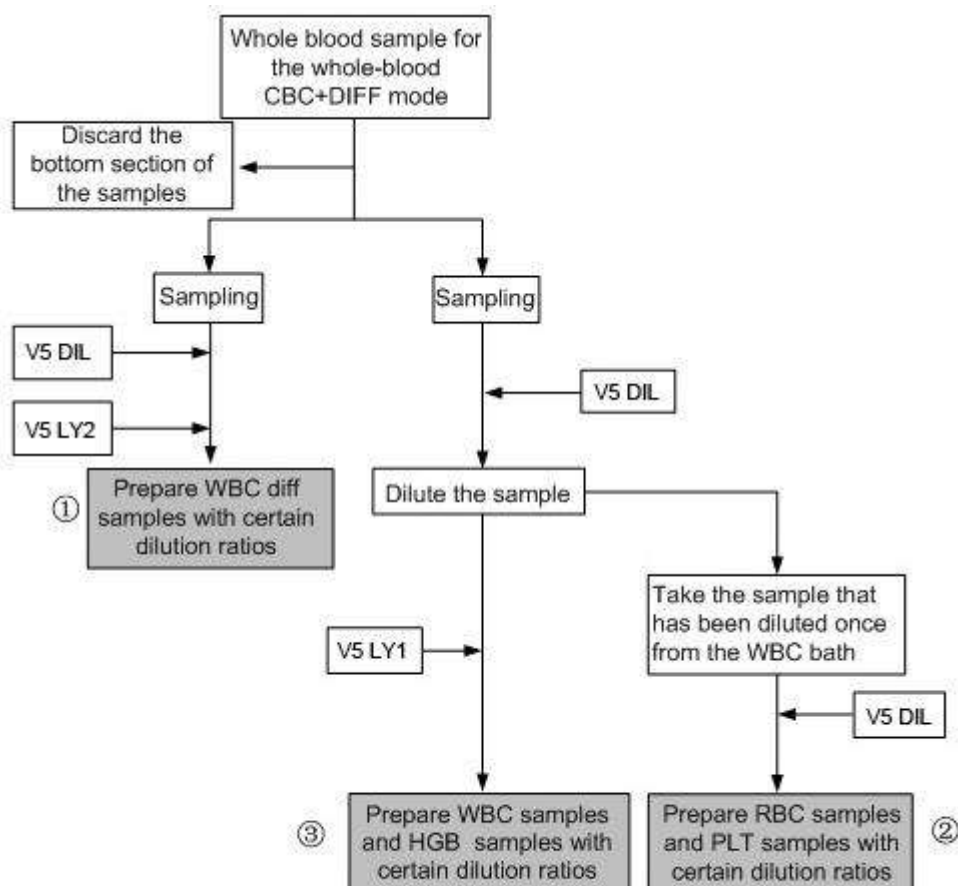 Whole blood sample for
the whole-blood
CBC+DIFF mode
Discard the
bottom section of
the samples
Sampling
Sampling
V5 DIL
V5 DIL
V5 LY2
①
Prepare WBC diff
samples with certain
dilution ratios
Dilute the sample
Take the sample that
has been diluted once
from the WBC bath
V5 LY1
V5 DIL
③
Prepare WBC samples
and HGB samples with
certain dilution ratios
Prepare RBC samples
and PLT samples with
certain dilution ratios
②